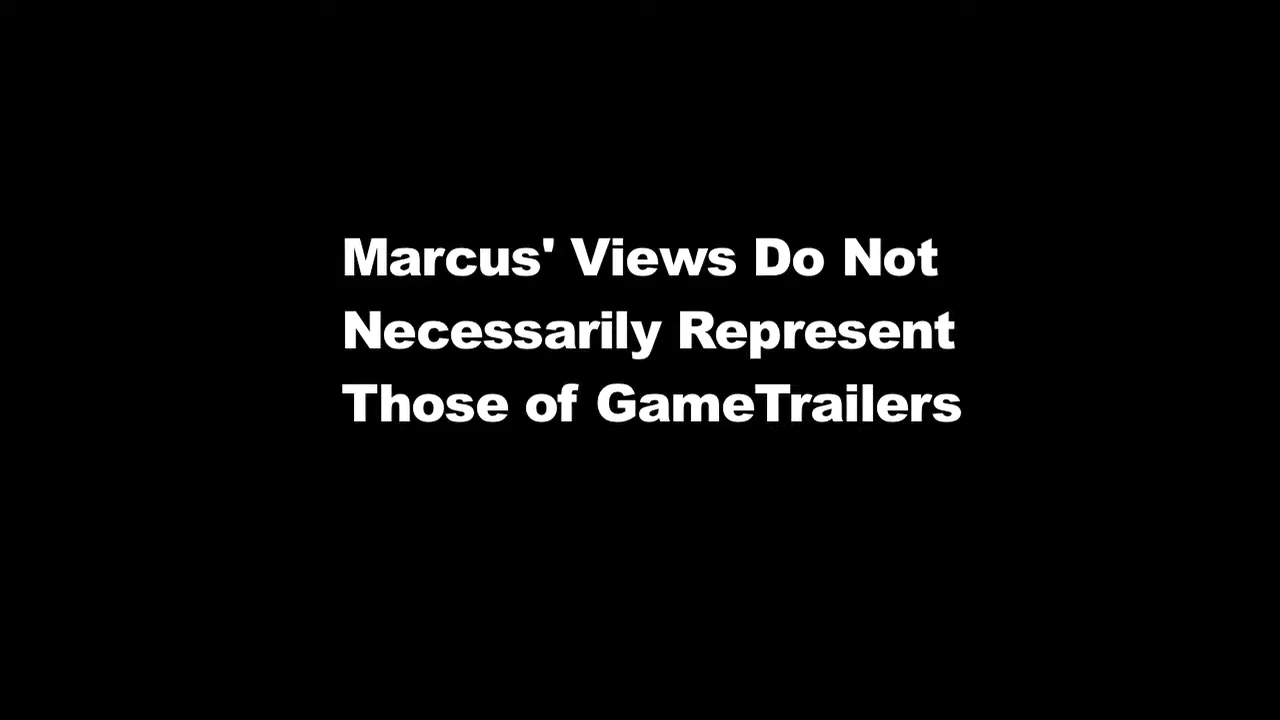 Marcus' Views Do Not
Necessarily Represent
Those of GameTrailers